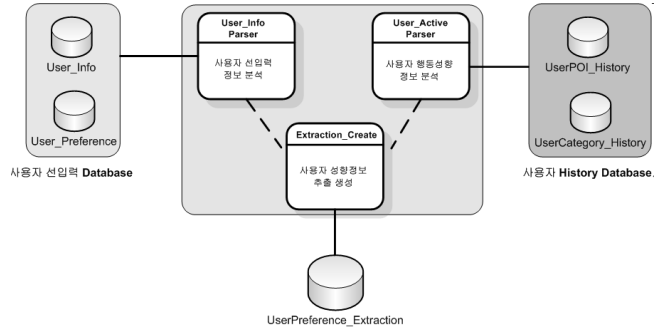 User_Info
User_Preference
사용자 선입력 Database
User_Info
Parser
사용자 선입력
정보 분석
User_Active
Parser
사용자 행동성향
정보 분석
Extraction_Create
사용자 성향정보
추출 생성
UserPOI_History
UserCategory_History
사용자 History Database.
UserPreference_Extraction